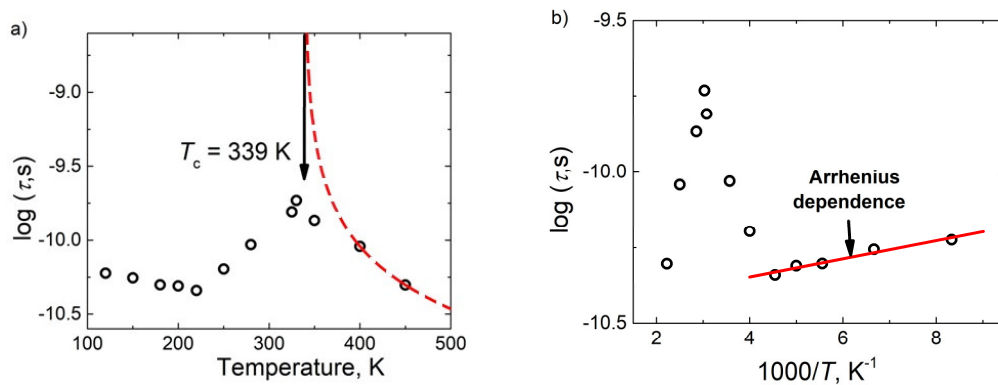 a)
log (τ,s)
-9.0
-9.5
-10.0
-10.5
Tc = 339 K
100
200
300
400
500
Temperature, K
b)
log (τ,s)
-9.5
-10.0
-10.5
Arrhenius
dependence
2
4
6
8
1000/T, K-1